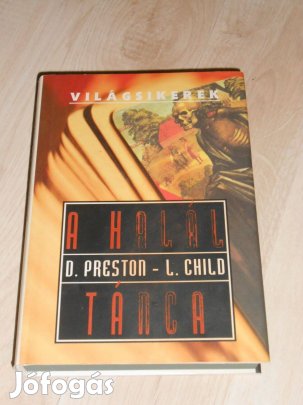 VILÁGSIKEREK
A HALÁL
D. PRESTON - L. CHILD
TÁNCA
Jófogás